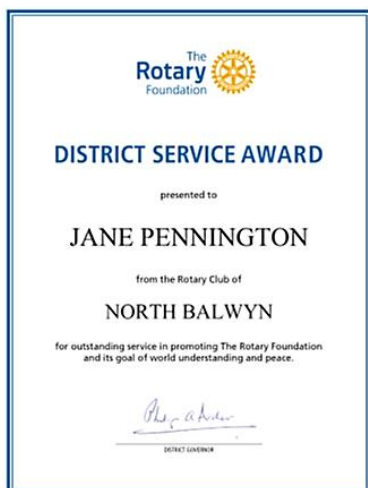 The
Rotary
Foundation
DISTRICT SERVICE AWARD
presented to
JANE PENNINGTON
from the Rotary Club of
NORTH BALWYN
for outstanding service in promoting The Rotary Foundation
and its goal of world understanding and peace.
DISTRICT GOVERNOR